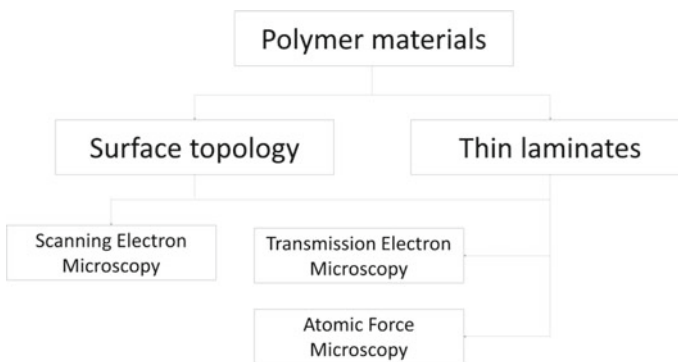 Polymer materials
Surface topology
Thin laminates
Scanning Electron
Microscopy
Transmission Electron
Microscopy
Atomic Force
Microscopy